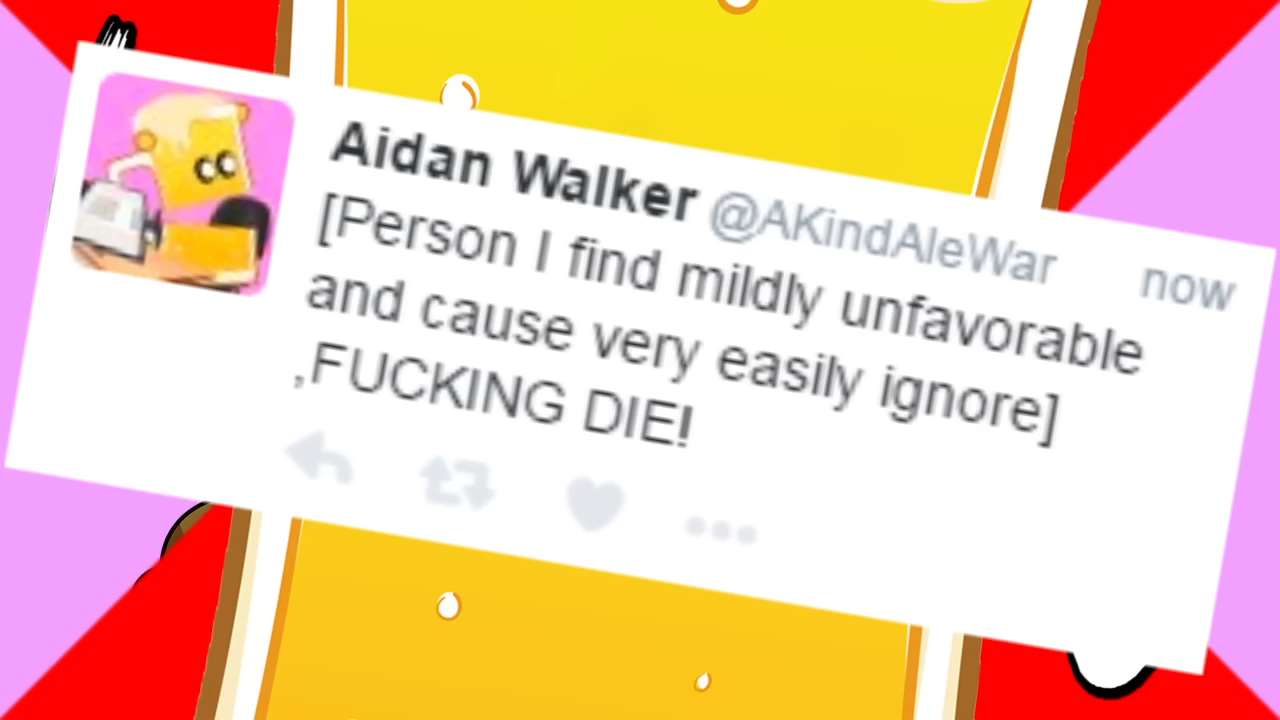 Aidan Walker @AKindAleWar now
[Person I find mildly unfavorable
and cause very easily ignore]
,FUCKING DIE!